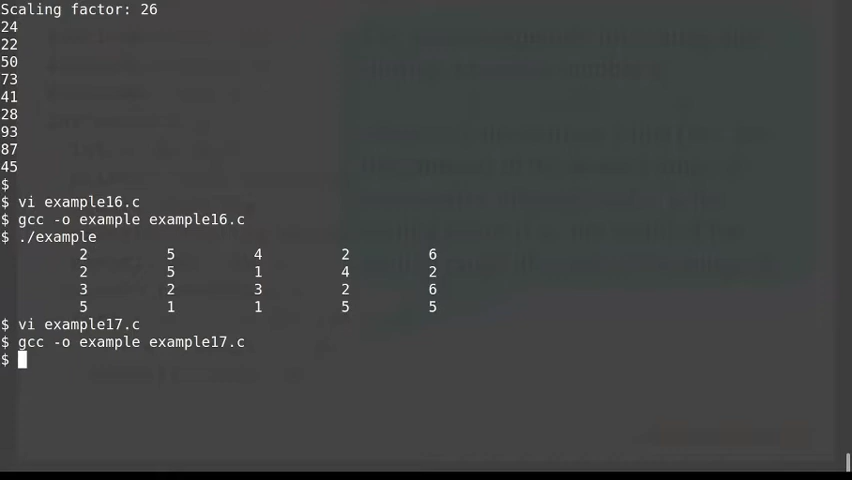 Scaling factor: 26
24
22
50
73
41
28
93
87
45
$
$ vi example16.c
$ gcc -o example example16.c
$ ./example
2 5 4 2 6
2 5 1 4 2
3 2 3 2 6
5 1 1 5 5
$ vi example17.c
$ gcc -o example example17.c
$